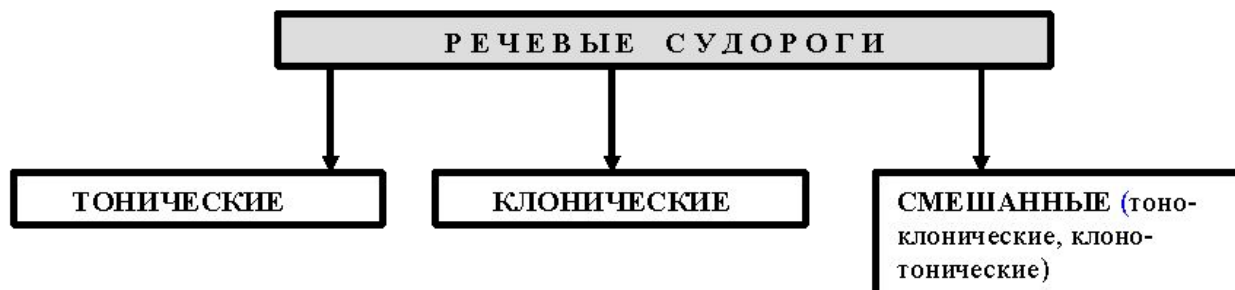 РЕЧЕВЫЕ СУДОРОГИ
ТОНИЧЕСКИЕ
КЛОНИЧЕСКИЕ
СМЕШАННЫЕ (тоно-
клонические, клоно-
тонические)